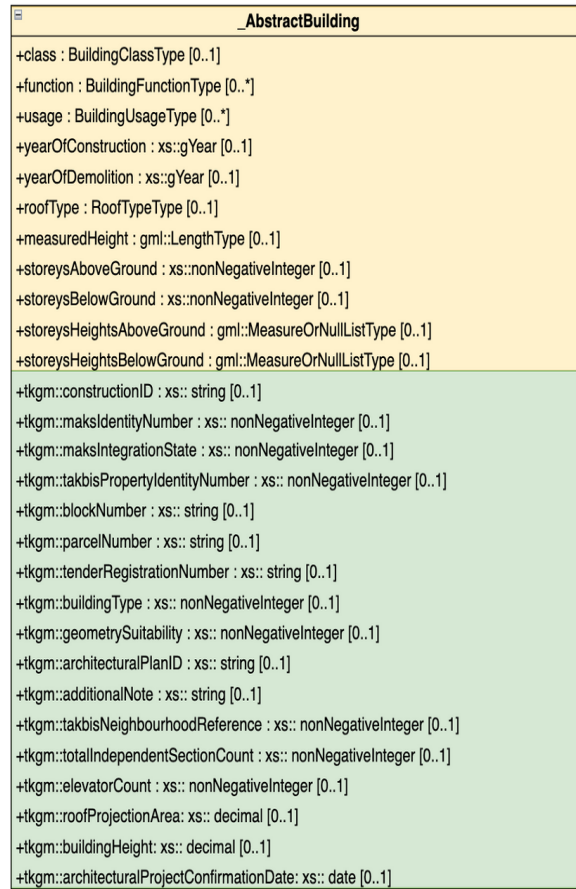 _AbstractBuilding
+class : BuildingClassType [0..1]
+function : BuildingFunctionType [0..*]
+usage : BuildingUsageType [0..*]
+yearOfConstruction : xs::gYear [0..1]
+yearOfDemolition : xs::gYear [0..1]
+roofType : RoofTypeType [0..1]
+measuredHeight : gml::LengthType [0..1]
+storeysAboveGround : xs::nonNegativeInteger [0..1]
+storeysBelowGround : xs::nonNegativeInteger [0..1]
+storeysHeightsAboveGround : gml::MeasureOrNullListType [0..1]
+storeysHeightsBelowGround : gml::MeasureOrNullListType [0..1]
+tkgm::constructionID : xs:: string [0..1]
+tkgm::maksIdentityNumber : xs:: nonNegativeInteger [0..1]
+tkgm::maksIntegrationState : xs:: nonNegativeInteger [0..1]
+tkgm::takbisPropertyIdentityNumber : xs:: nonNegativeInteger [0..1]
+tkgm::blockNumber : xs:: string [0..1]
+tkgm::parcelNumber : xs:: string [0..1]
+tkgm::tenderRegistrationNumber : xs:: string [0..1]
+tkgm::buildingType : xs:: nonNegativeInteger [0..1]
+tkgm::geometrySuitability : xs:: nonNegativeInteger [0..1]
+tkgm::architecturalPlanID : xs:: string [0..1]
+tkgm::additionalNote : xs:: string [0..1]
+tkgm::takbisNeighbourhoodReference : xs:: nonNegativeInteger [0..1]
+tkgm::totalIndependentSectionCount : xs:: nonNegativeInteger [0..1]
+tkgm::elevatorCount : xs:: nonNegativeInteger [0..1]
+tkgm::roofProjectionArea: xs:: decimal [0..1]
+tkgm::buildingHeight: xs:: decimal [0..1]
+tkgm::architecturalProjectConfirmationDate: xs:: date [0..1]